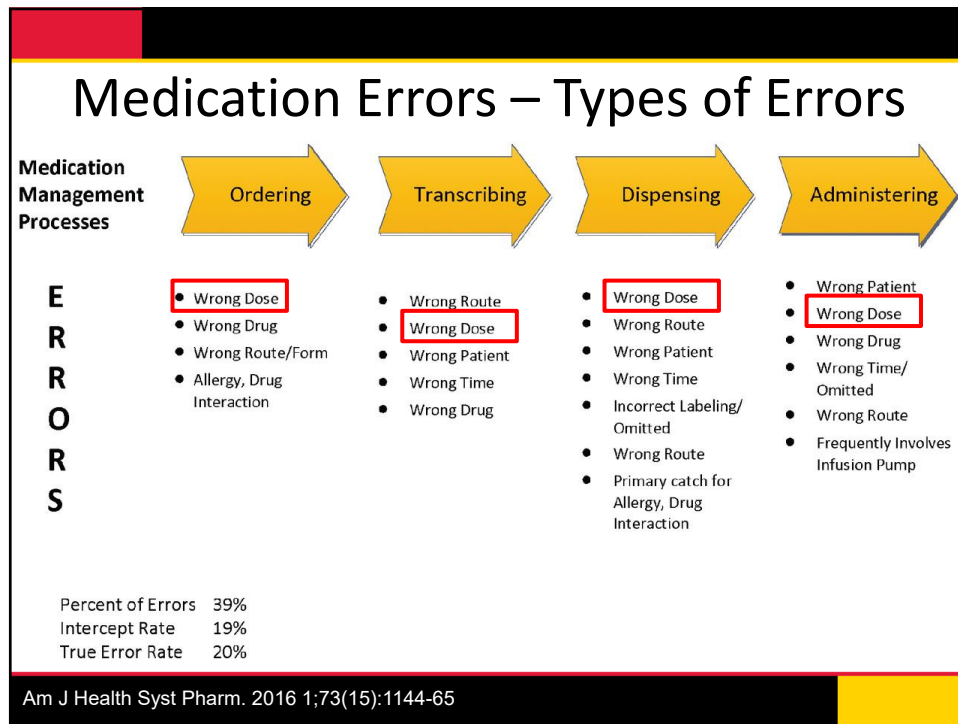 Medication Errors – Types of Errors
Medication
Management
Processes
Ordering
Transcribing
Dispensing
Administering
E
R
R
O
R
S
• Wrong Dose
• Wrong Drug
• Wrong Route/Form
• Allergy, Drug
Interaction
• Wrong Route
• Wrong Dose
• Wrong Patient
• Wrong Time
• Wrong Drug
• Wrong Dose
• Wrong Route
• Wrong Patient
• Wrong Time
• Incorrect Labeling/
Omitted
• Wrong Route
• Primary catch for
Allergy, Drug
Interaction
• Wrong Patient
• Wrong Dose
• Wrong Drug
• Wrong Time/
Omitted
• Wrong Route
• Frequently Involves
Infusion Pump
Percent of Errors 39%
Intercept Rate 19%
True Error Rate 20%
Am J Health Syst Pharm. 2016 1;73(15):1144-65